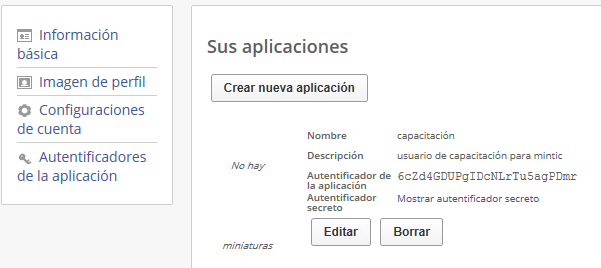 Información
básica
Imagen de perfil
Configuraciones
de cuenta
Autentificadores
de la aplicación
Sus aplicaciones
Crear nueva aplicación
No hay
miniaturas
Nombre capacitación
Descripción usuario de capacitación para mintic
Autentificador de
la aplicación 6cZd4GDUPgIDcNLrTu5agPDmr
Autentificador
secreto Mostrar autentificador secreto
Editar Borrar